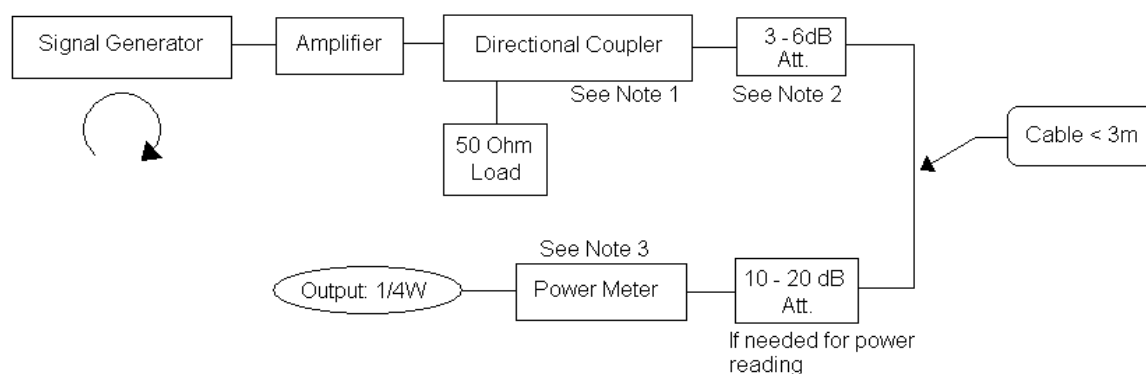 Signal Generator
Amplifier
Directional Coupler
3 - 6dB
Att.
See Note 1
See Note 2
50 Ohm
Load
Cable < 3m
See Note 3
Output: 1/4W
Power Meter
10 - 20 dB
Att.
If needed for power
reading